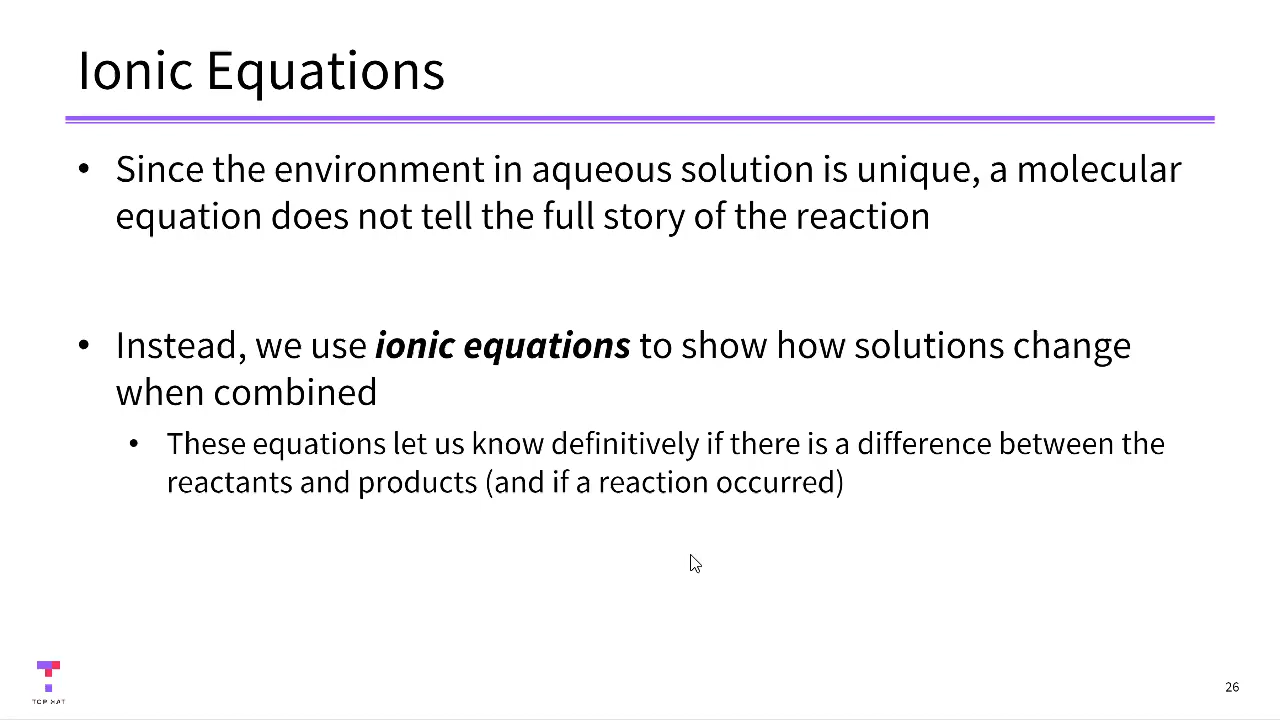 Ionic Equations
• Since the environment in aqueous solution is unique, a molecular
equation does not tell the full story of the reaction
• Instead, we use ionic equations to show how solutions change
when combined
• These equations let us know definitively if there is a difference between the
reactants and products (and if a reaction occurred)
TOP HAT
26